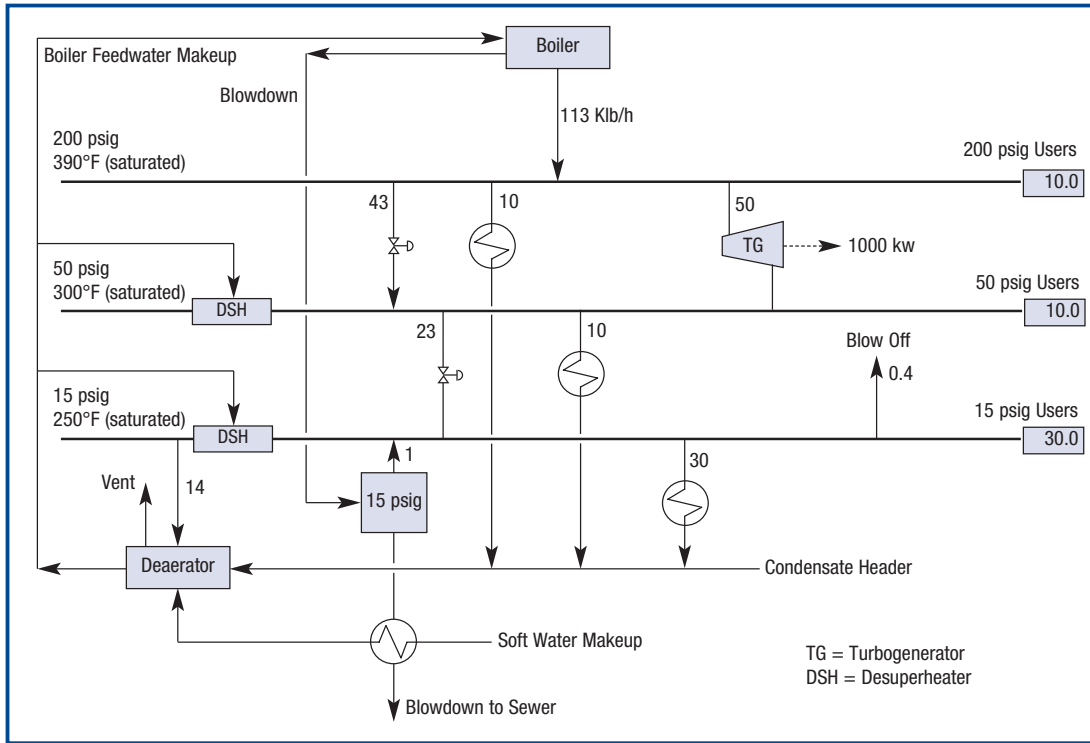 Boiler
Boiler Feedwater Makeup
Blowdown
113 Klb/h
200 psig
390°F (saturated)
200 psig Users
10.0
43
10
50
TG
1000 kw
50 psig
300°F (saturated)
DSH
50 psig Users
10.0
23
10
Blow Off
0.4
15 psig
250°F (saturated)
DSH
15 psig Users
30.0
1
30
Vent
14
15 psig
Deaerator
Condensate Header
Soft Water Makeup
TG = Turbogenerator
DSH = Desuperheater
Blowdown to Sewer